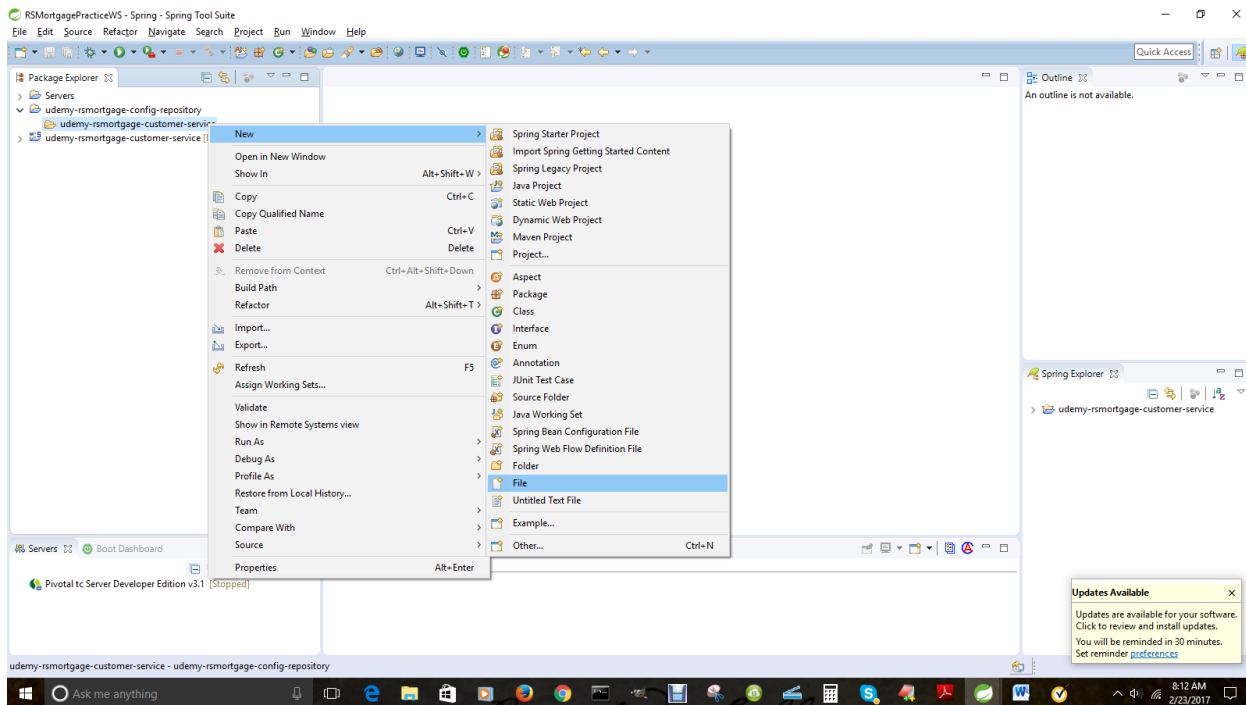 RSMortgagePracticeWS - Spring - Spring Tool Suite
File Edit Source Refactor Navigate Search Project Run Window Help
Quick Access
Package Explorer
Servers
udemy-rsmortgage-config-repository
udemy-rsmortgage-customer-service
udemy-rsmortgage-customer-service [
New
Open in New Window
Show In Alt+Shift+W >
Copy Ctrl+C
Copy Qualified Name
Paste Ctrl+V
Delete Delete
Remove from Context Ctrl+Alt+Shift+Down
Build Path
Refactor Alt+Shift+T >
Import...
Export...
Refresh F5
Assign Working Sets...
Validate
Show in Remote Systems view
Run As
Debug As
Profile As
Restore from Local History...
Team
Compare With
Source
Properties Alt+Enter
Spring Starter Project
Import Spring Getting Started Content
Spring Legacy Project
Java Project
Static Web Project
Dynamic Web Project
Maven Project
Project...
Aspect
Package
Class
Interface
Enum
Annotation
JUnit Test Case
Source Folder
Java Working Set
Spring Bean Configuration File
Spring Web Flow Definition File
Folder
File
Untitled Text File
Example...
Other... Ctrl+N
Outline
An outline is not available.
Spring Explorer
udemy-rsmortgage-customer-service
Servers Boot Dashboard
Pivotal tc Server Developer Edition v3.1 [Stopped]
Updates Available
Updates are available for your software.
Click to review and install updates.
You will be reminded in 30 minutes.
Set reminder preferences
udemy-rsmortgage-customer-service - udemy-rsmortgage-config-repository
Ask me anything
8:12 AM
2/23/2017